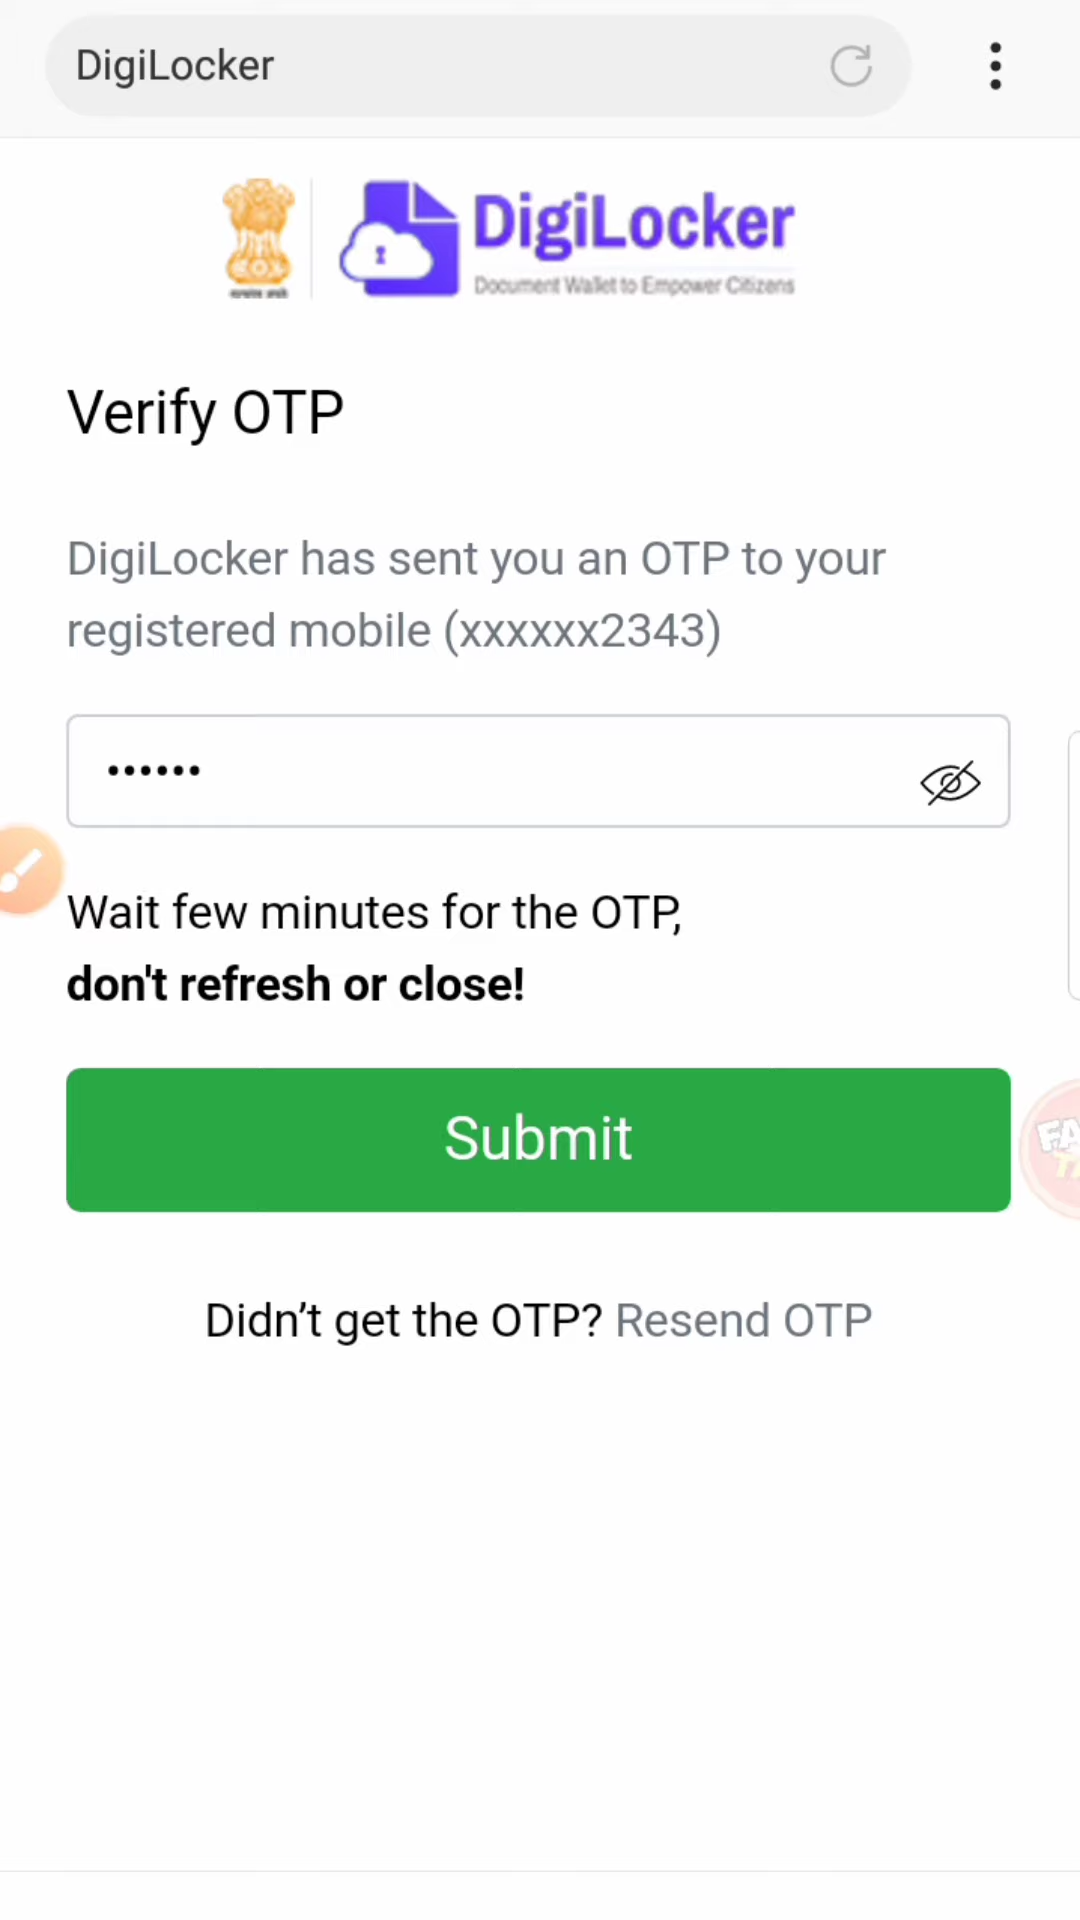 DigiLocker
DigiLocker
Document Wallet to Empower Citizens
Verify OTP
DigiLocker has sent you an OTP to your
registered mobile (xxxxxx2343)
••••••
Wait few minutes for the OTP,
don't refresh or close!
Submit
FA
Didn’t get the OTP? Resend OTP